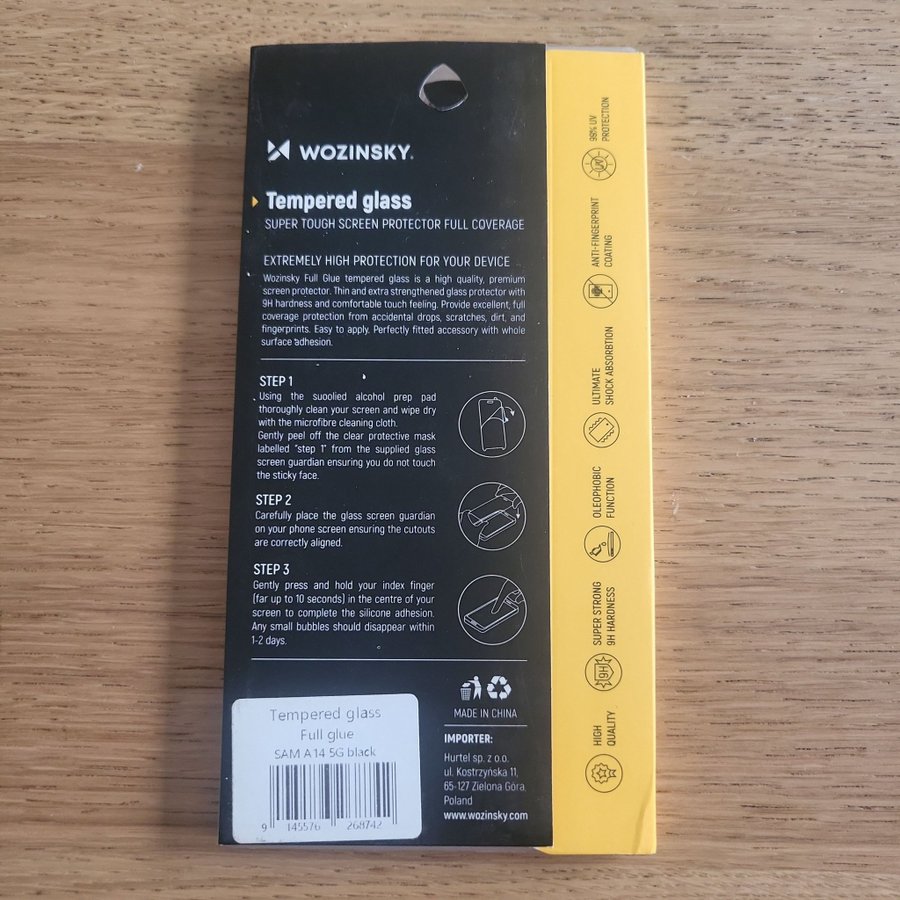 WOZINSKY.
Tempered glass
SUPER TOUGH SCREEN PROTECTOR FULL COVERAGE
EXTREMELY HIGH PROTECTION FOR YOUR DEVICE
Wozinsky Full Glue tempered glass is a high quality, premium
screen protector. Thin and extra strengthened glass protector with
9H hardness and comfortable touch feeling. Provide excellent, full
coverage protection from accidental drops, scratches, dirt, and
fingerprints. Easy to apply. Perfectly fitted accessory with whole
surface adhesion.
STEP 1
Using the suoolied alcohol prep pad
thoroughly clean your screen and wipe dry
with the microfibre cleaning cloth.
Gently peel off the clear protective mask
labelled "step 1" from the supplied glass
screen guardian ensuring you do not touch
the sticky face.
STEP 2
Carefully place the glass screen guardian
on your phone screen ensuring the cutouts
are correctly aligned.
STEP 3
Gently press and hold your index finger
(far up to 10 seconds) in the centre of your
screen to complete the silicone adhesion.
Any small bubbles should disappear within
1-2 days.
MADE IN CHINA
IMPORTER:
Hurtel sp. z o.o.
ul. Kostrzyńska 11,
65-127 Zielona Góra,
Poland
www.wozinsky.com
Tempered glass
Full glue
SAM A14 5G black
9 145576 268742
98% UV
PROTECTION
UV
ANTI-FINGERPRINT
COATING
ULTIMATE
SHOCK ABSORBTION
OLEOPHOBIC
FUNCTION
SUPER STRONG
9H HARDNESS
9H
HIGH
QUALITY